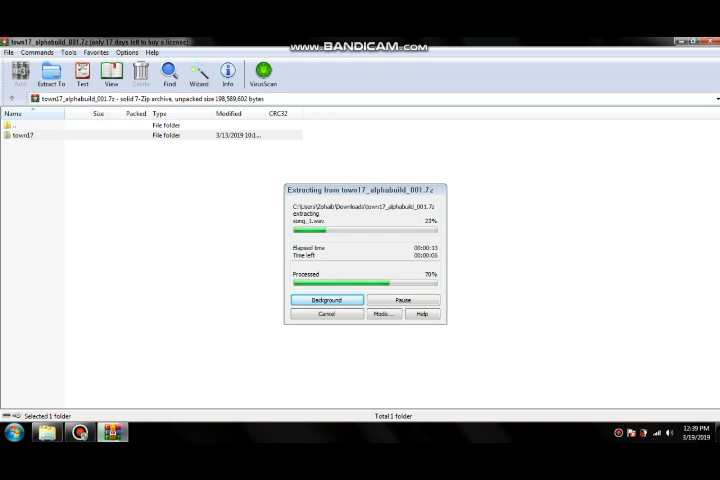 town17_alphabuild_001.7z (only 17 days left to buy a license)
www.BANDICAM.com
File Commands Tools Favorites Options Help
Add Extract To Test View Delete Find Wizard Info VirusScan
town17_alphabuild_001.7z - solid 7-Zip archive, unpacked size 198,589,602 bytes
Name Size Packed Type Modified CRC32
.. File folder
town17 File folder 3/13/2019 10:1...
Extracting from town17_alphabuild_001.7z
C:\Users\Zohaib\Downloads\town17_alphabuild_001.7z
extracting
song_1.wav 23%
Elapsed time 00:00:13
Time left 00:00:06
Processed 70%
Background Pause
Cancel Mode... Help
Selected 1 folder Total 1 folder
12:39 PM
3/19/2019